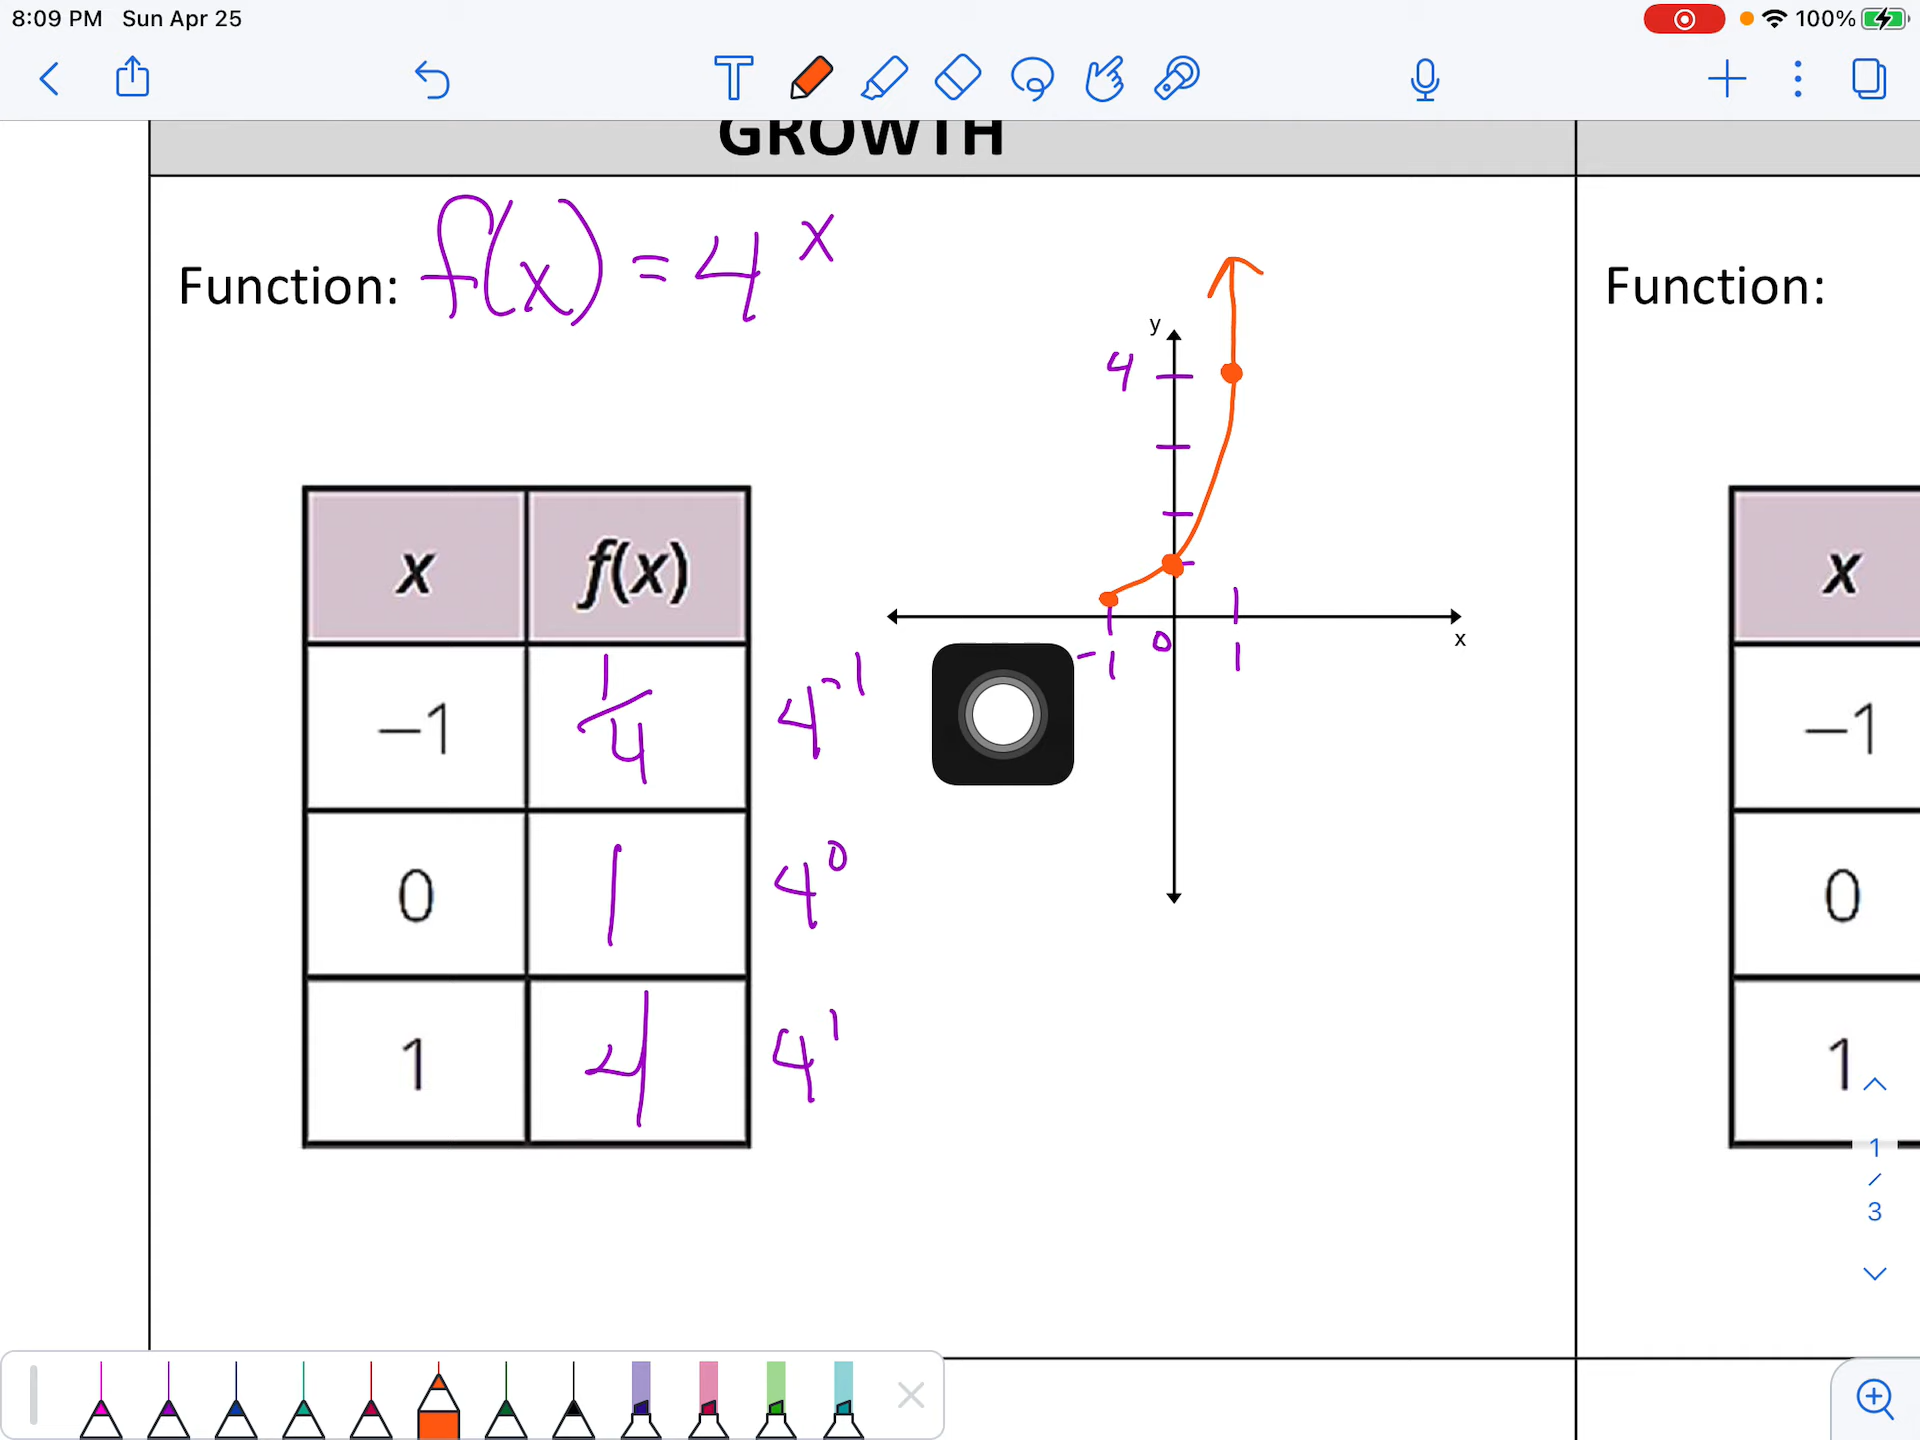 8:09 PM Sun Apr 25 100%
GROWTH
Function: f(x) = 4^x
Function:
y
4
x
-1 0 1
x f(x)
–1 1/4 4^-1
0 1 4^0
1 4 4^1
x
–1
0
1
1
/
3